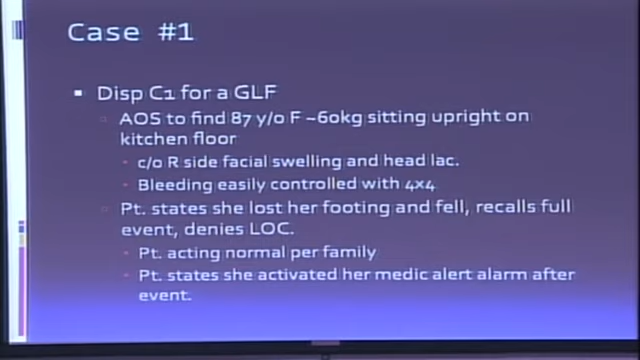 Case #1
Disp C1 for a GLF
AOS to find 87 y/o F ~60kg sitting upright on
kitchen floor
c/o R side facial swelling and head lac.
Bleeding easily controlled with 4x4
Pt. states she lost her footing and fell, recalls full
event, denies LOC.
Pt. acting normal per family
Pt. states she activated her medic alert alarm after
event.